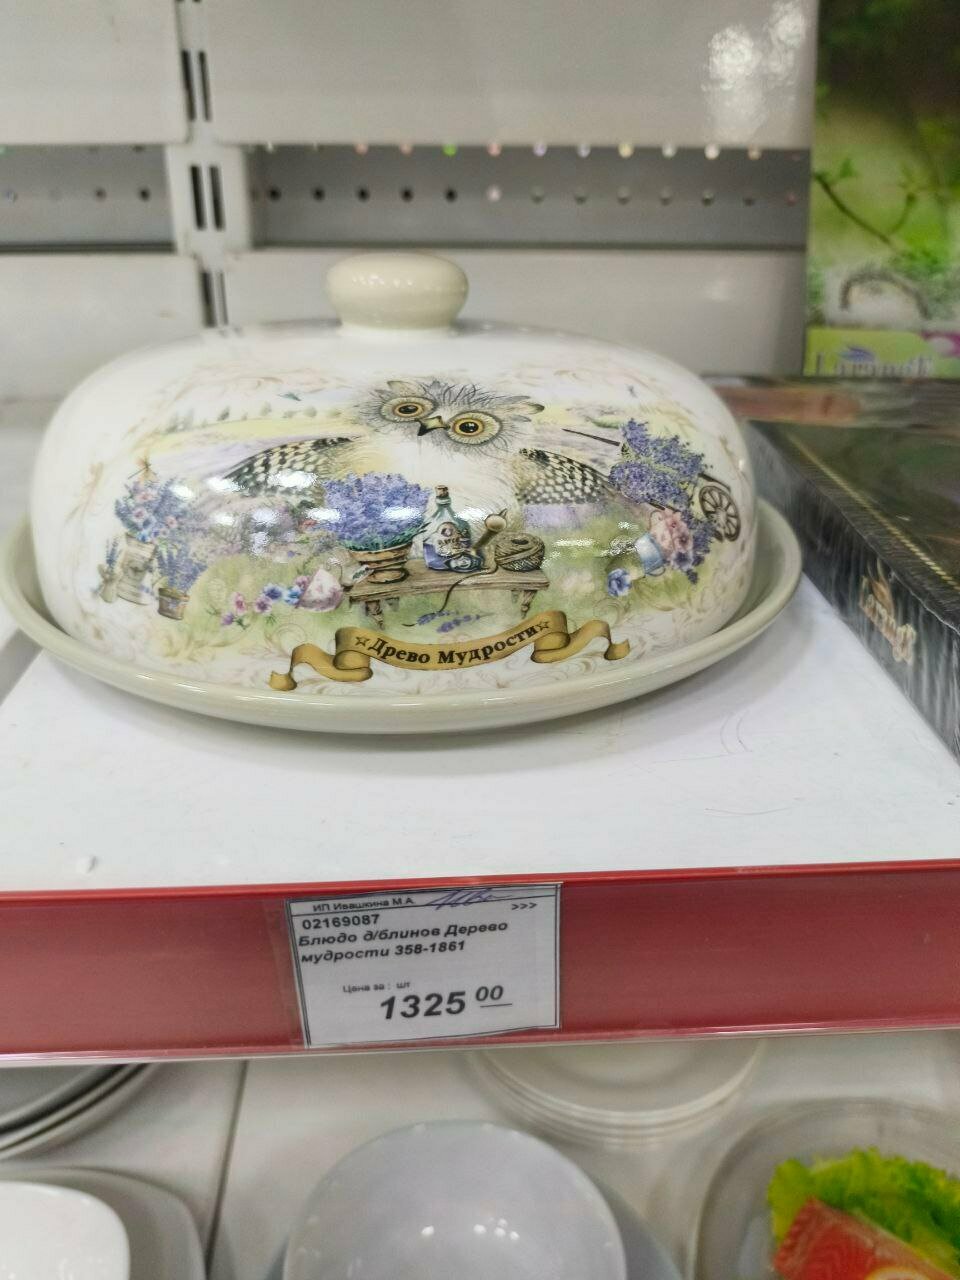 Древо Мудрости
ИП Ивашкина М.А.
>>>
02169087
Блюдо д/блинов Дерево
мудрости 358-1861
Цена за : шт
1325 00